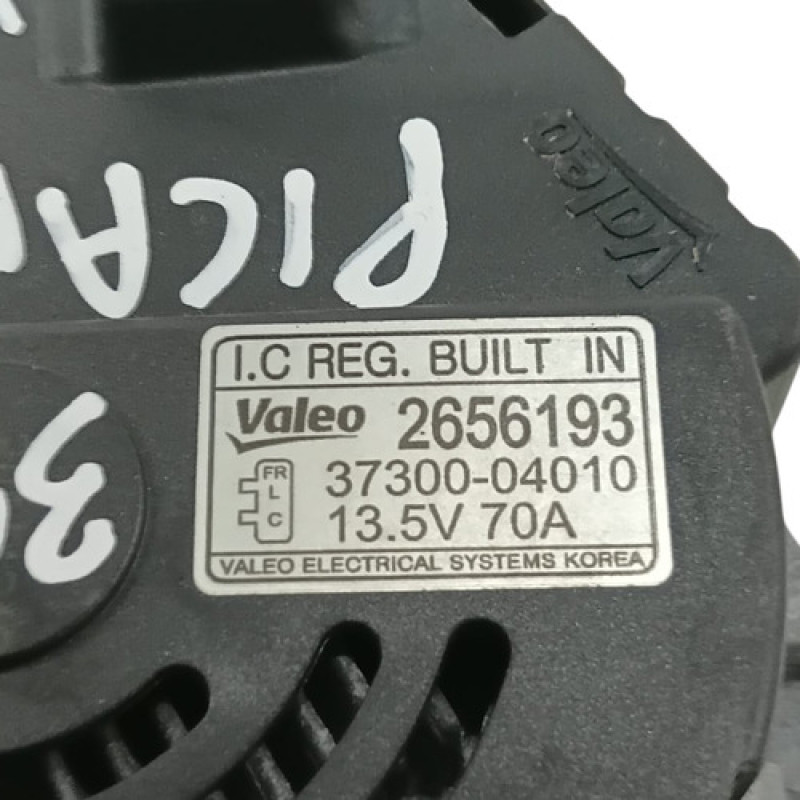 Valeo
PICA
I.C REG. BUILT IN
Valeo 2656193
FR
L
C
37300-04010
13.5V 70A
VALEO ELECTRICAL SYSTEMS KOREA